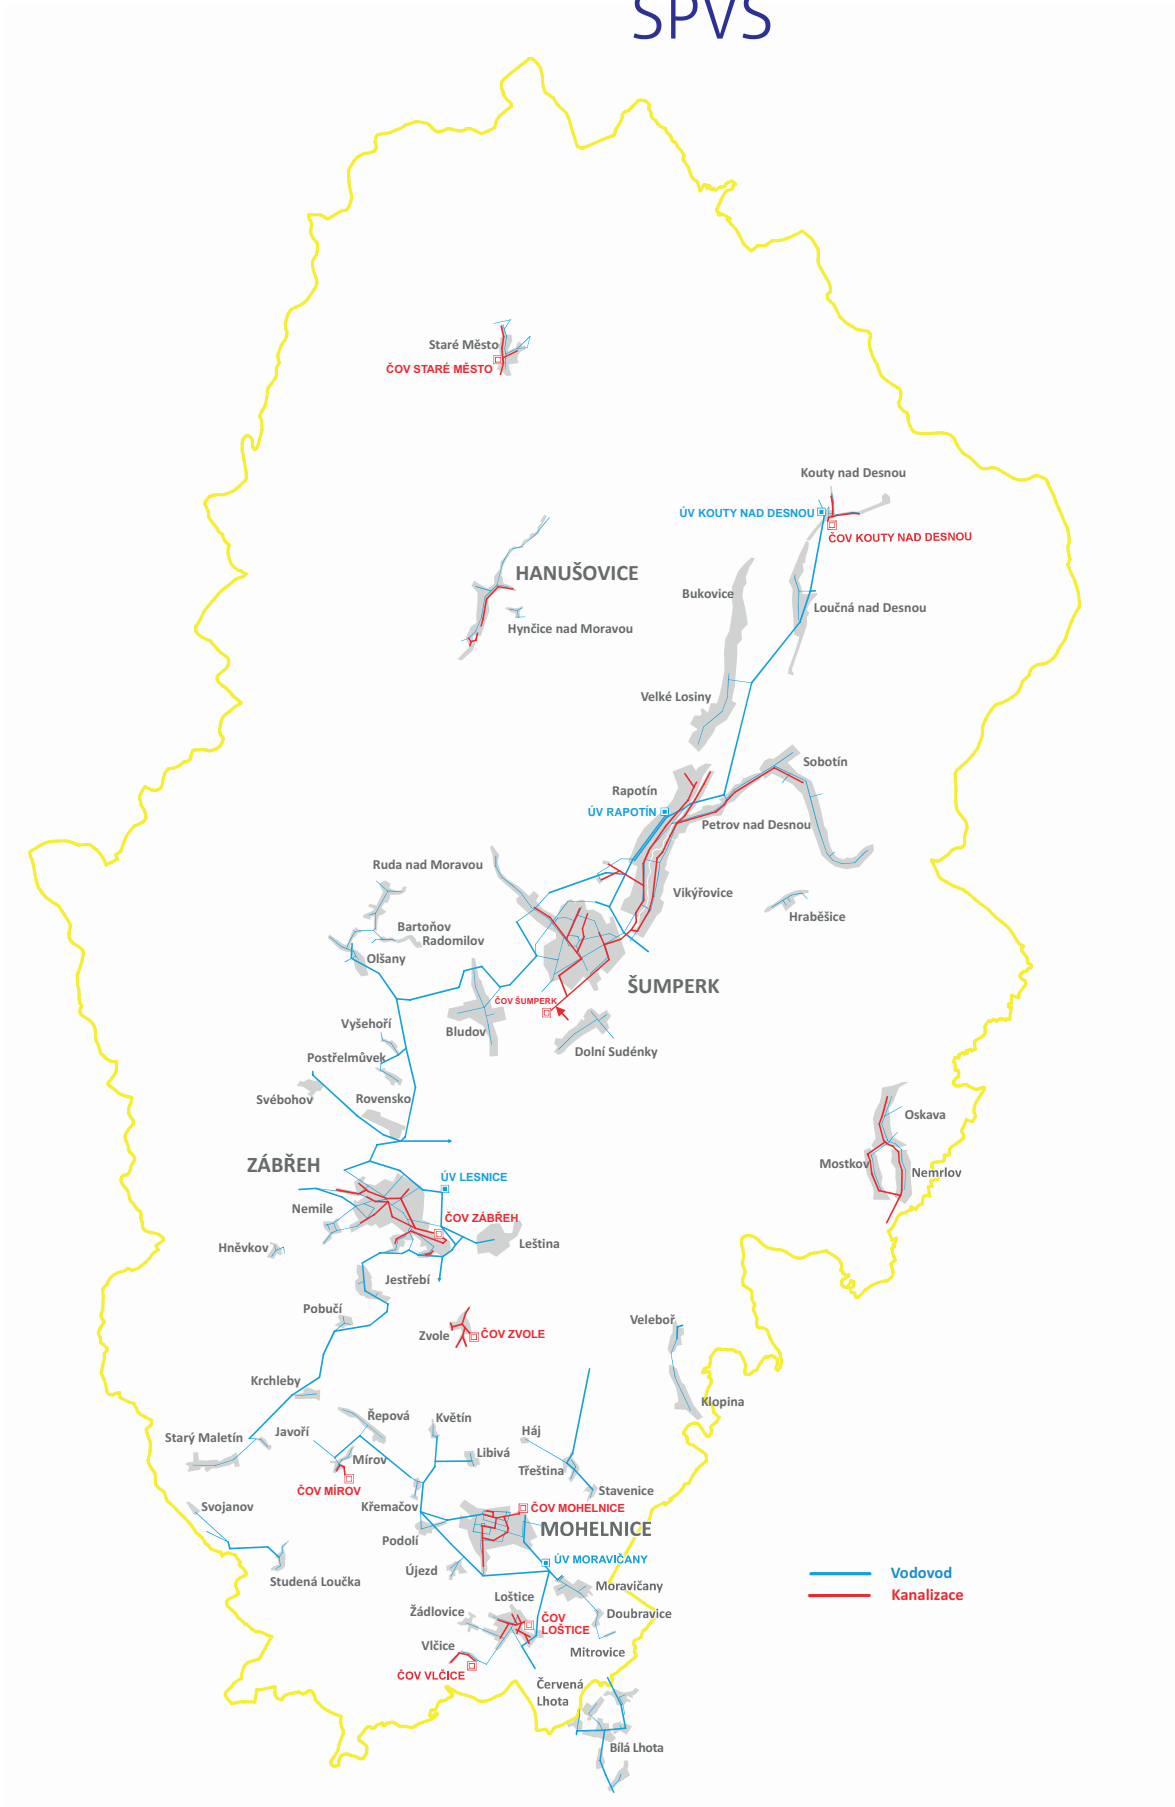 SPVS
Staré Město
ČOV STARÉ MĚSTO
Kouty nad Desnou
ÚV KOUTY NAD DESNOU
ČOV KOUTY NAD DESNOU
HANUŠOVICE
Bukovice
Loučná nad Desnou
Hynčice nad Moravou
Velké Losiny
Sobotín
Rapotín
ÚV RAPOTÍN
Petrov nad Desnou
Ruda nad Moravou
Vikýřovice
Hraběšice
Bartoňov
Radomilov
Olšany
ŠUMPERK
ČOV ŠUMPERK
Vyšehoří
Bludov
Dolní Sudénky
Postřelmůvek
Svébohov
Rovensko
Oskava
ZÁBŘEH
Mostkov
Nemrlov
ÚV LESNICE
Nemile
ČOV ZÁBŘEH
Hněvkov
Leština
Jestřebí
Pobučí
Veleboř
Zvole
ČOV ZVOLE
Krchleby
Klopina
Řepová
Květín
Starý Maletín
Javoří
Háj
Libivá
Mírov
Třeština
ČOV MÍROV
Stavenice
Svojanov
Křemačov
ČOV MOHELNICE
MOHELNICE
Podolí
ÚV MORAVIČANY
Újezd
Studená Loučka
Moravičany
Vodovod
Kanalizace
Loštice
Žádlovice
Doubravice
ČOV
LOŠTICE
Vlčice
Mitrovice
ČOV VLČICE
Červená
Lhota
Bílá Lhota